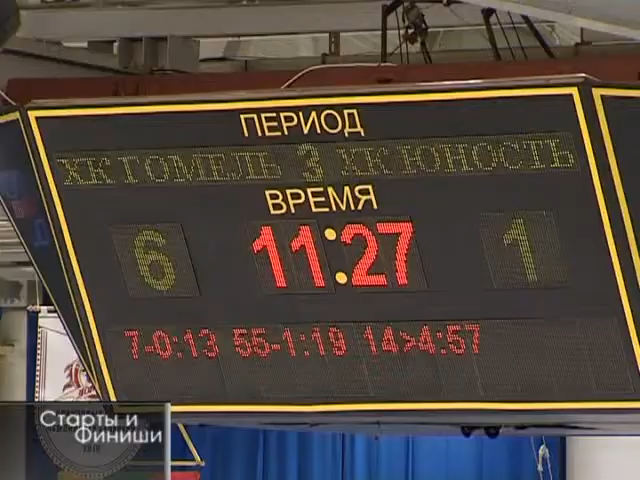 ПЕРИОД
ХК ГОМЕЛЬ 3 ХК ЮНОСТЬ
ВРЕМЯ
6 11:27 1
7-0:13 55-1:19 14>4:57
Старты и
Финиши